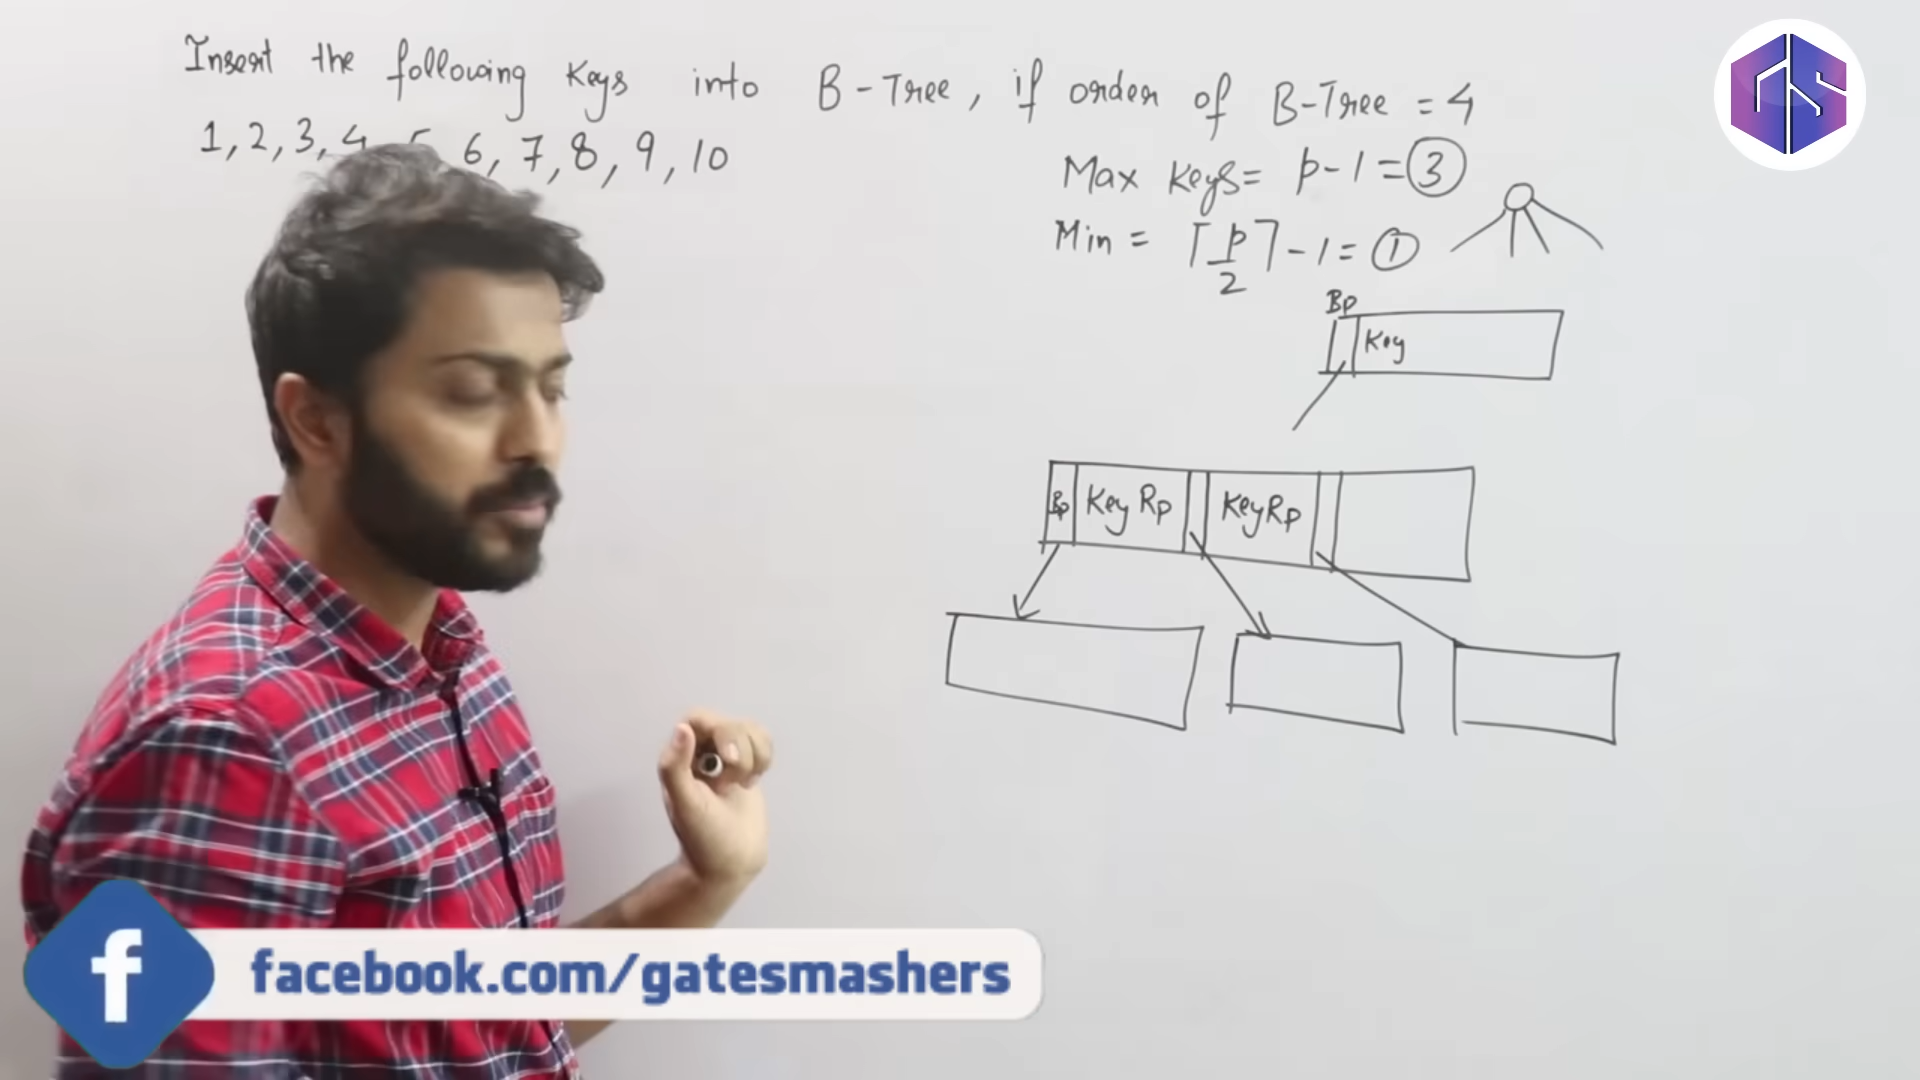 Insert the following Keys into B-Tree, if order of B-Tree = 4
1, 2, 3, 4, 5, 6, 7, 8, 9, 10
Max Keys = p-1 = 3
Min = ⌈p/2⌉ - 1 = 1
Bp
Key
Bp Key Rp Key Rp
GS
f facebook.com/gatesmashers